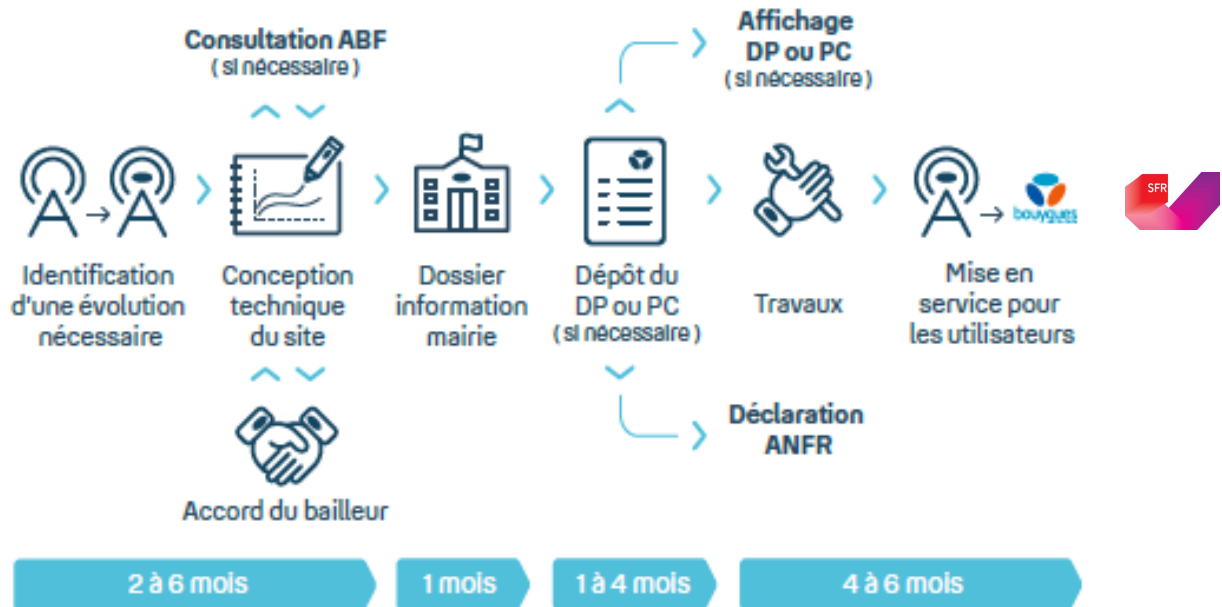 Consultation ABF
( si nécessaire )
Affichage
DP ou PC
( si nécessaire )
Identification
d'une évolution
nécessaire
Conception
technique
du site
Dossier
information
mairie
Dépôt du
DP ou PC
( si nécessaire )
Travaux
Mise en
service pour
les utilisateurs
bouygues
SFR
Accord du bailleur
Déclaration
ANFR
2 à 6 mois
1 mois
1 à 4 mois
4 à 6 mois